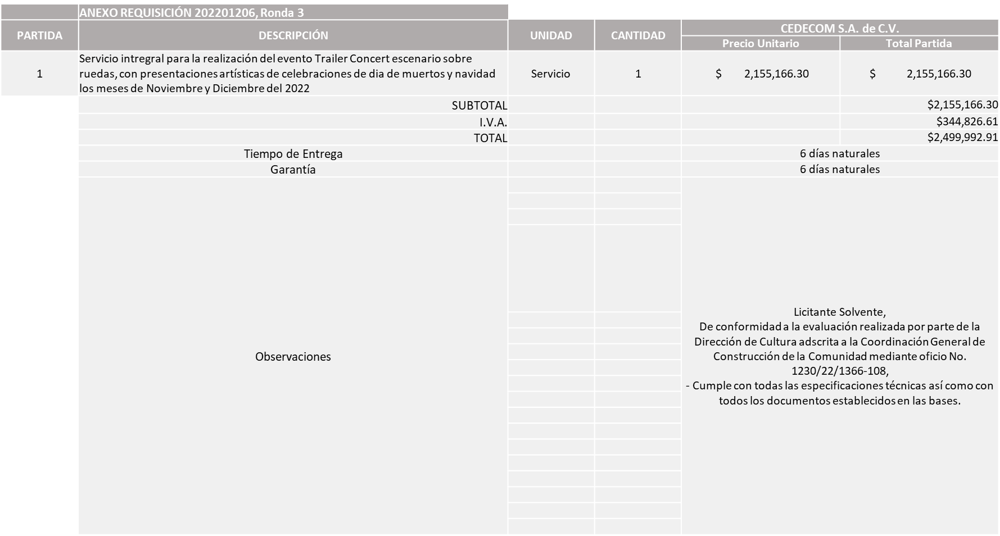 ANEXO REQUISICIÓN 202201206, Ronda 3
PARTIDA DESCRIPCIÓN UNIDAD CANTIDAD CEDECOM S.A. de C.V.
Precio Unitario Total Partida
Servicio intregral para la realización del evento Trailer Concert escenario sobre
1 ruedas, con presentaciones artísticas de celebraciones de dia de muertos y navidad Servicio 1 $ 2,155,166.30 $ 2,155,166.30
los meses de Noviembre y Diciembre del 2022
SUBTOTAL $2,155,166.30
I.V.A. $344,826.61
TOTAL $2,499,992.91
Tiempo de Entrega 6 días naturales
Garantía 6 días naturales
Observaciones
Licitante Solvente,
De conformidad a la evaluación realizada por parte de la
Dirección de Cultura adscrita a la Coordinación General de
Construcción de la Comunidad mediante oficio No.
1230/22/1366-108,
- Cumple con todas las especificaciones técnicas así como con
todos los documentos establecidos en las bases.